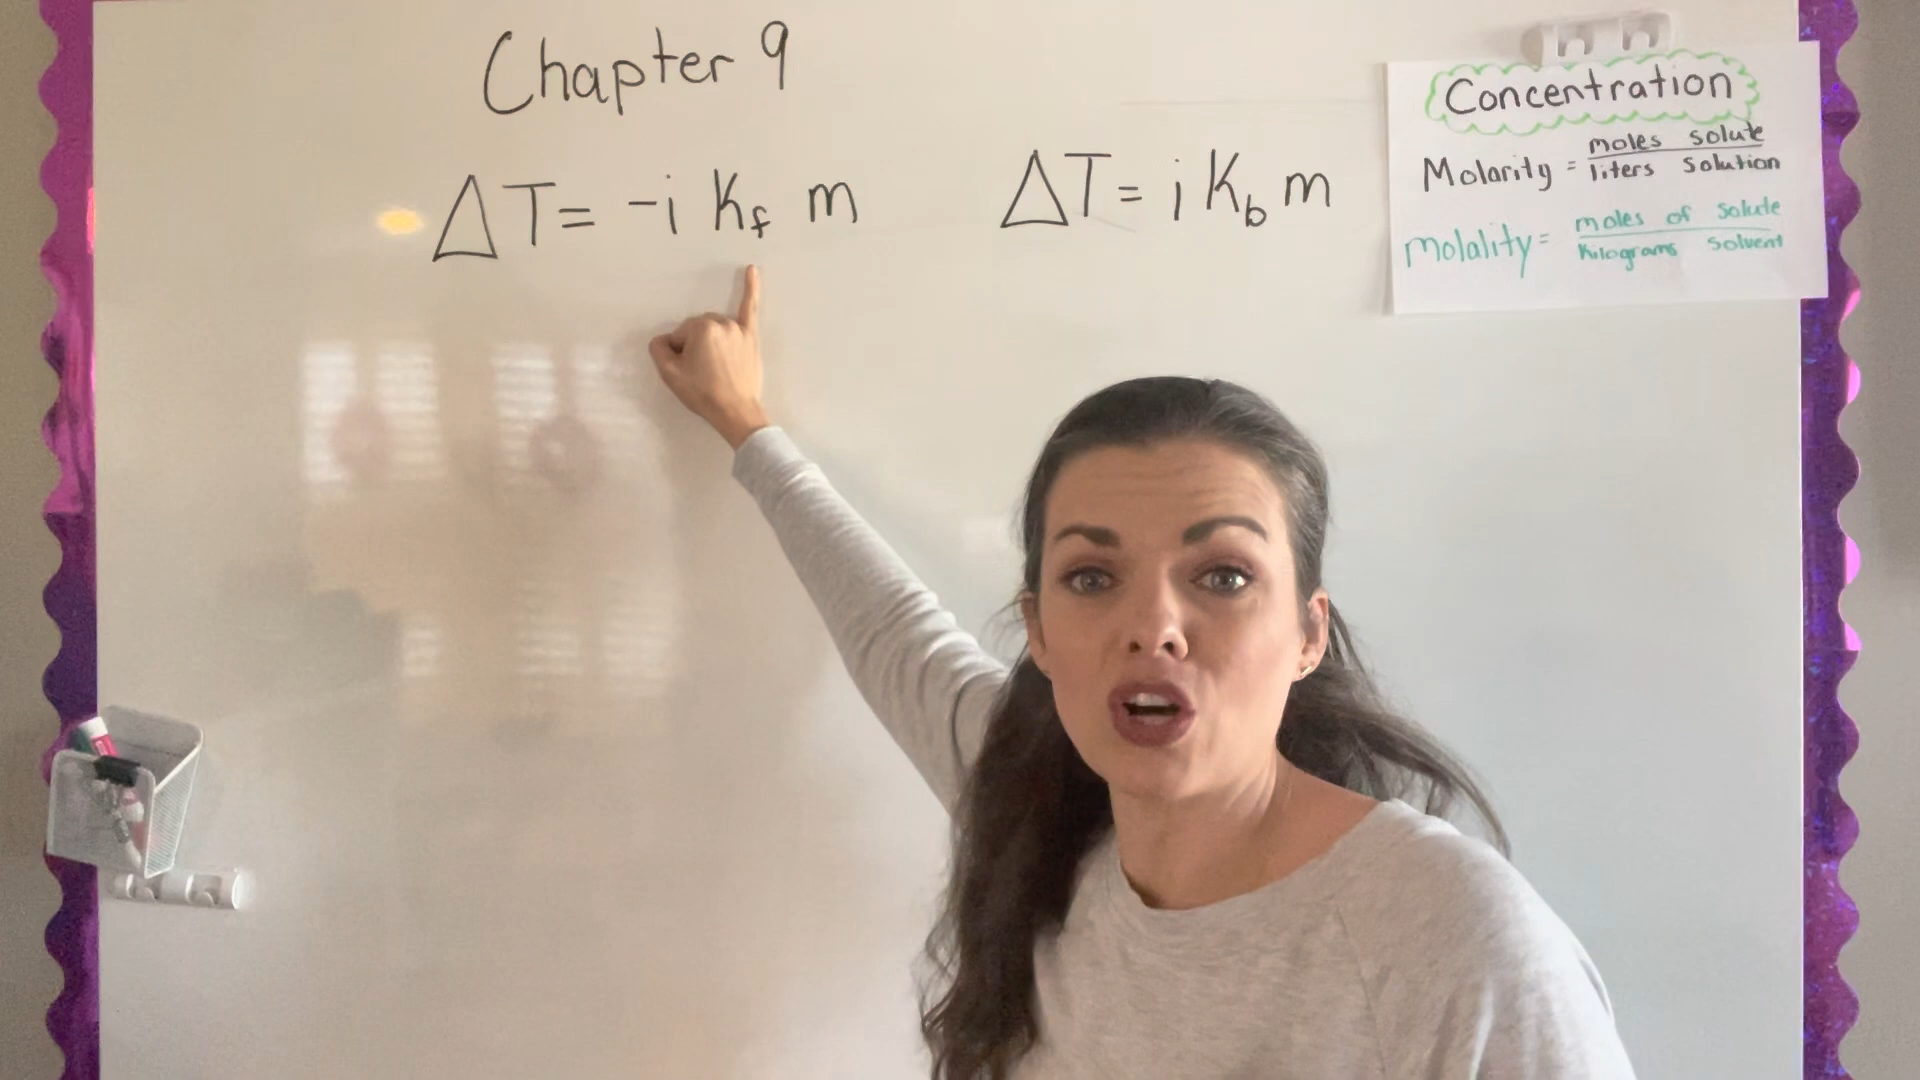 Chapter 9
ΔT= -i Kf m
ΔT= i Kb m
Concentration
Molarity = moles solute
liters solution
Molality= moles of solute
kilograms solvent